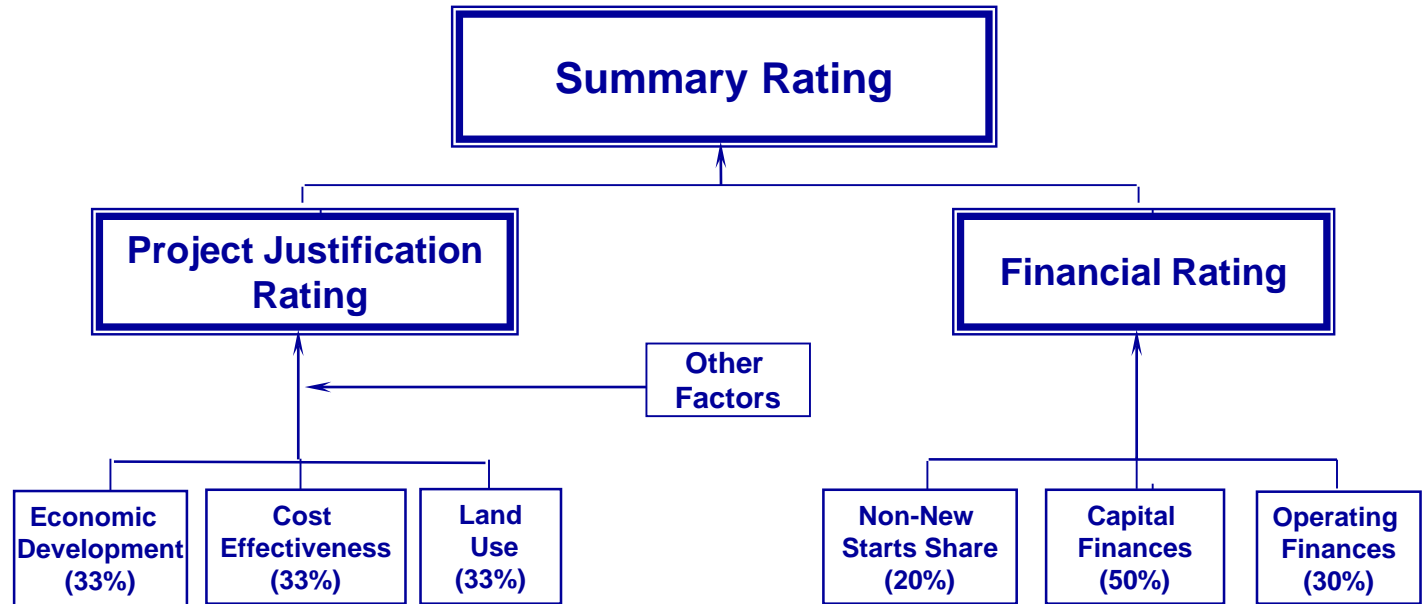 Summary Rating
Project Justification
Rating
Financial Rating
Other
Factors
Economic
Development
(33%)
Cost
Effectiveness
(33%)
Land
Use
(33%)
Non-New
Starts Share
(20%)
Capital
Finances
(50%)
Operating
Finances
(30%)